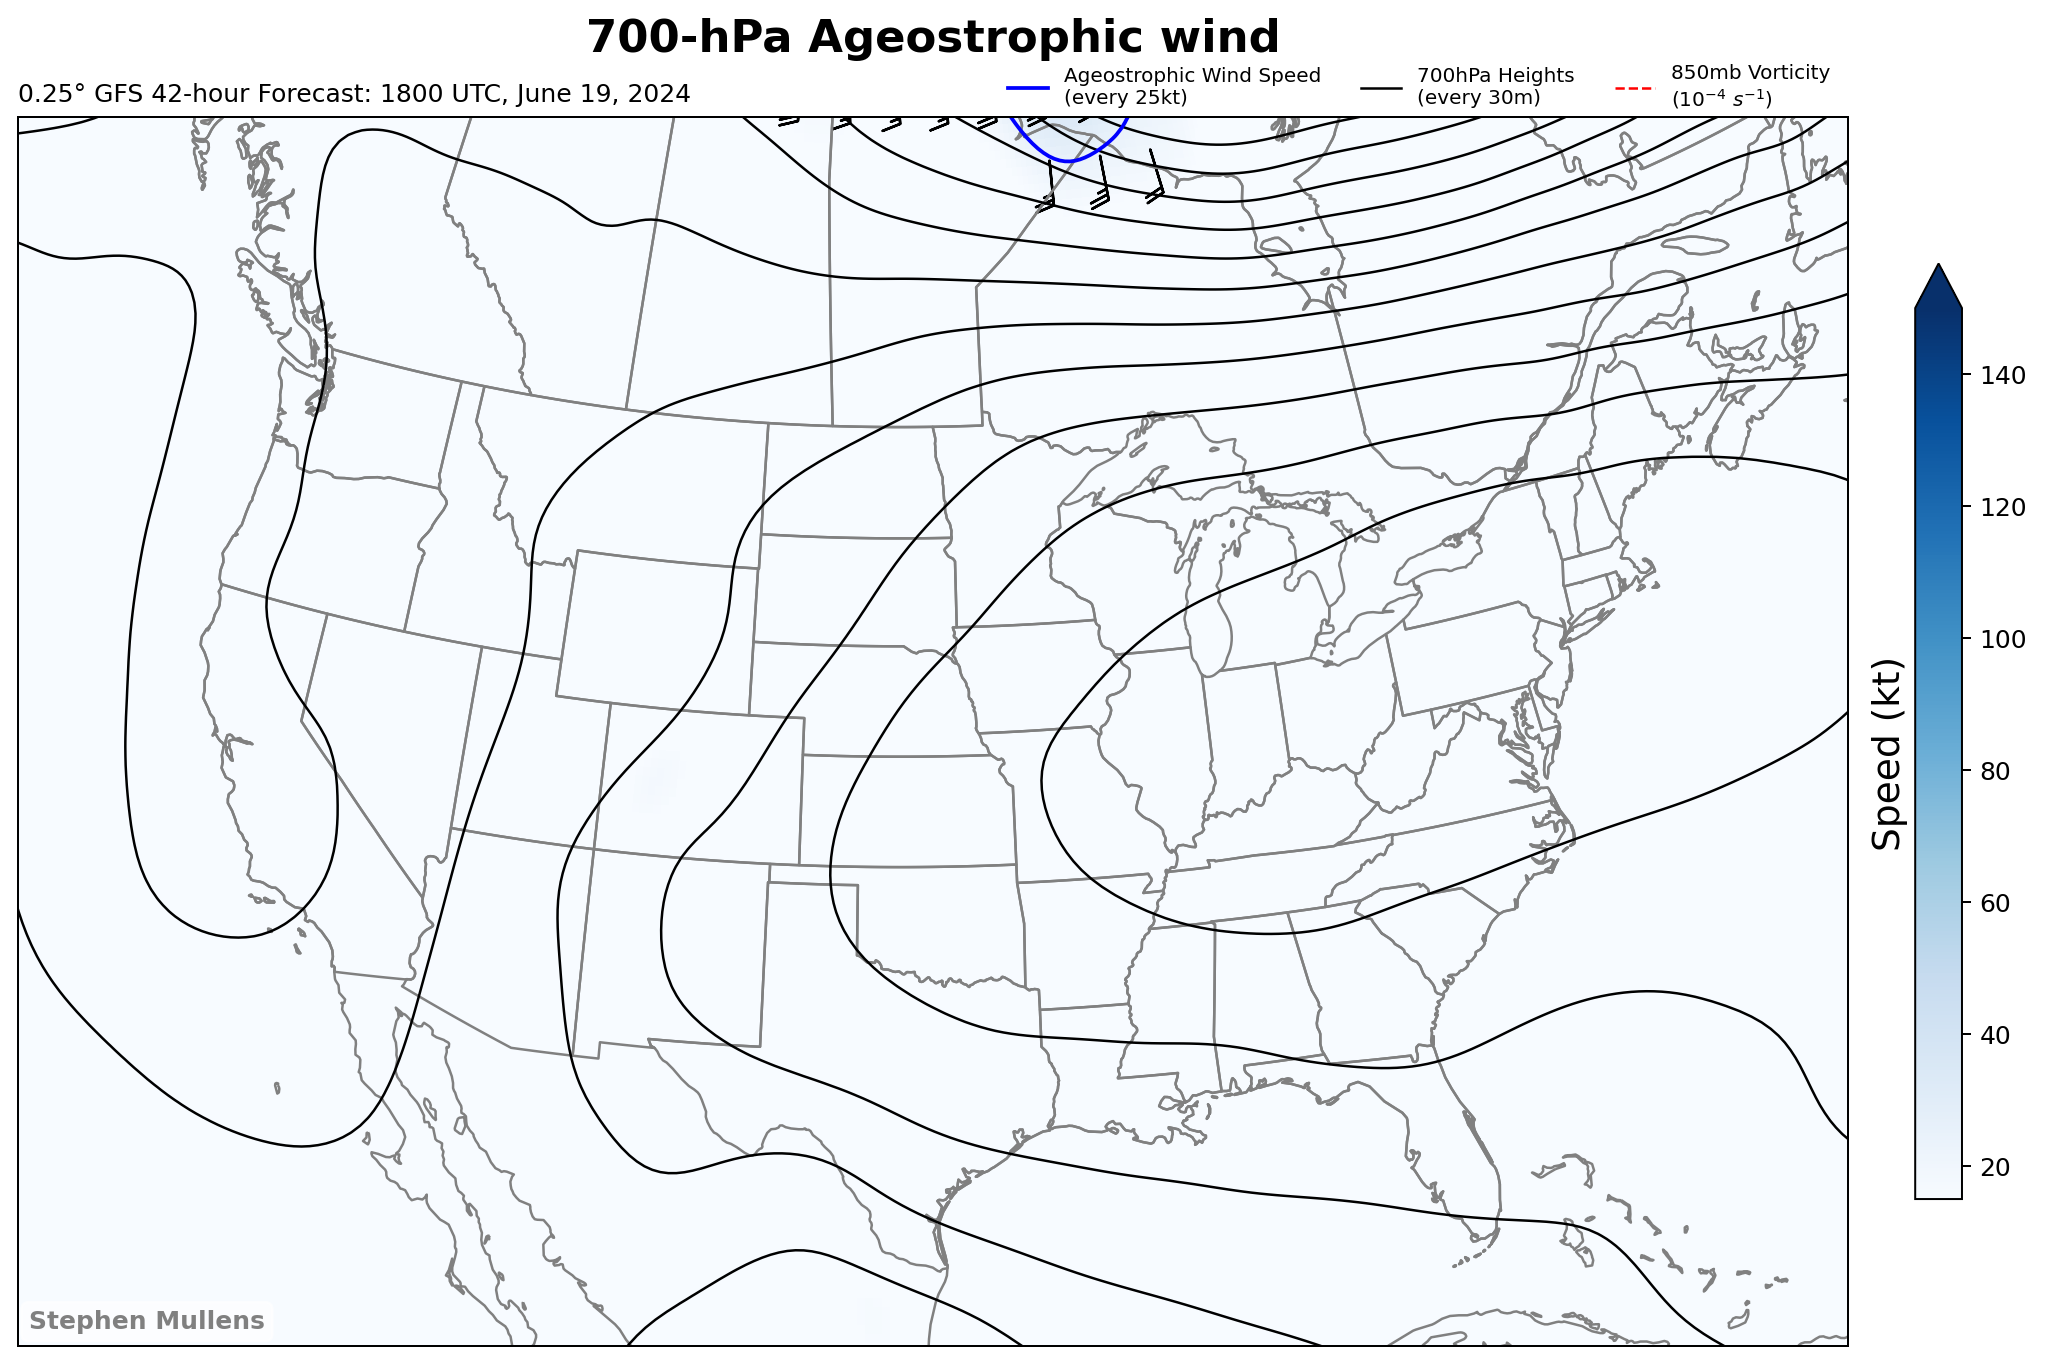 700-hPa Ageostrophic wind
0.25° GFS 42-hour Forecast: 1800 UTC, June 19, 2024
Ageostrophic Wind Speed
(every 25kt)
700hPa Heights
(every 30m)
850mb Vorticity
(10⁻⁴ s⁻¹)
140
120
100
80
60
40
20
Speed (kt)
Stephen Mullens